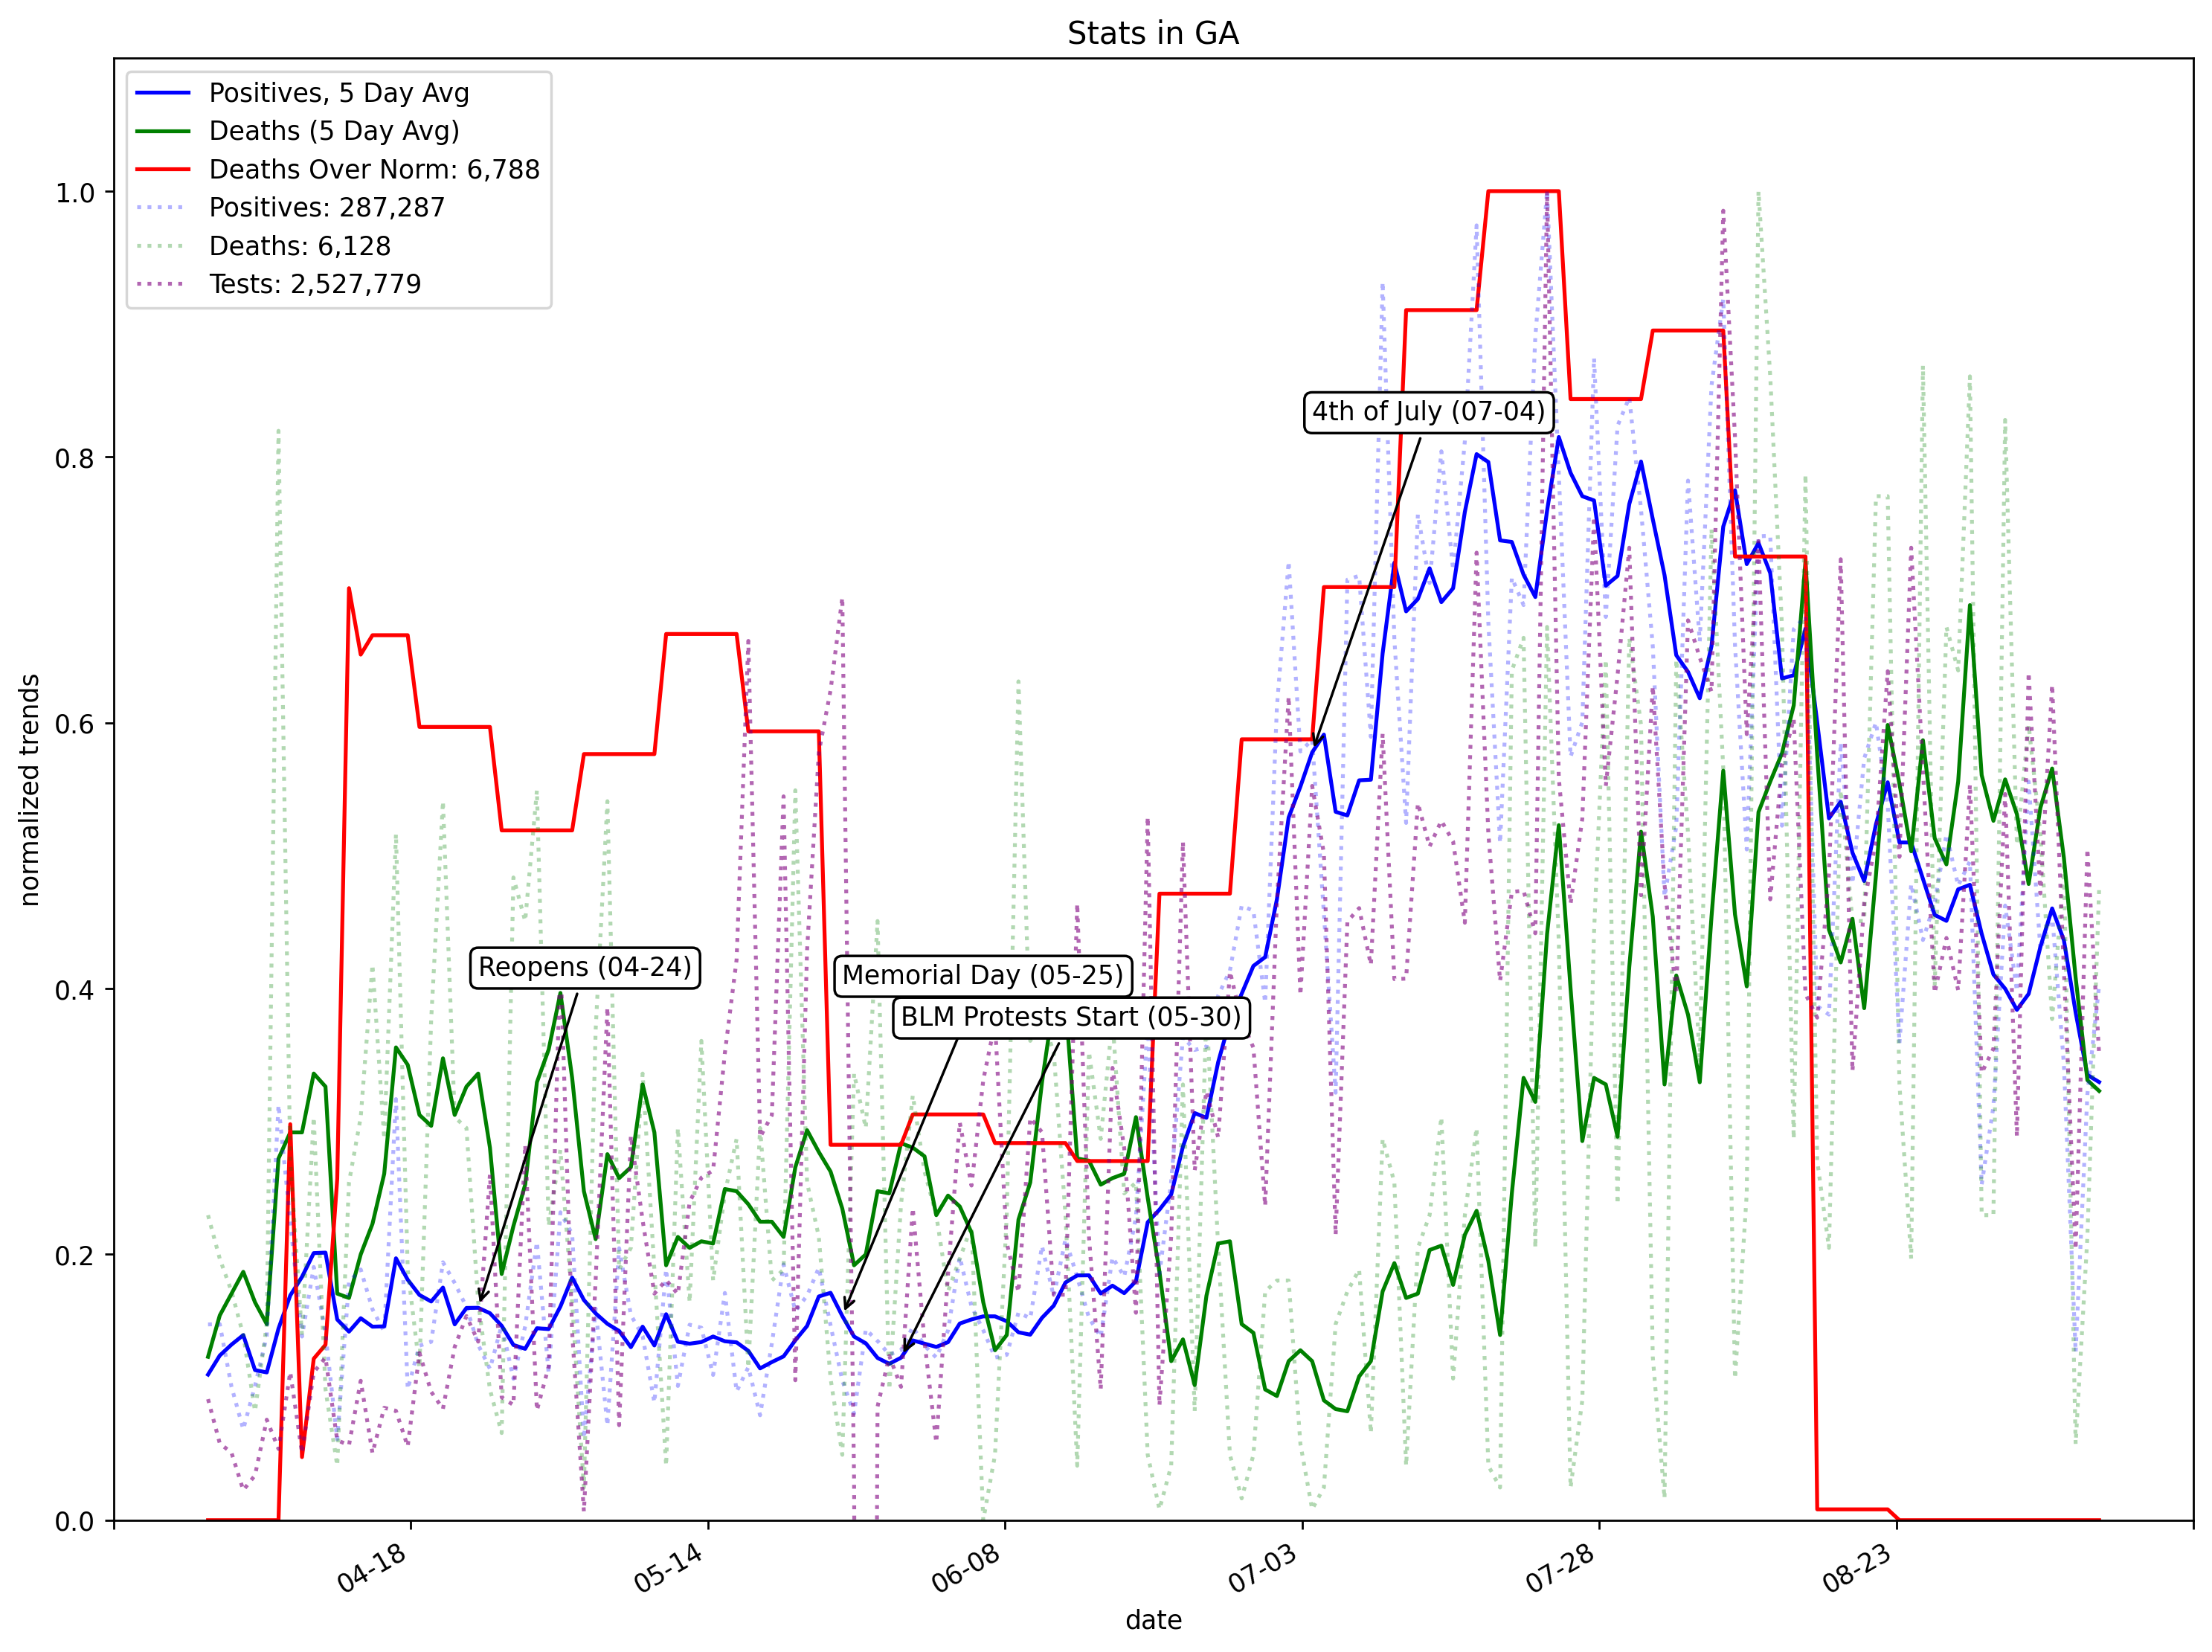 Stats in GA
Positives, 5 Day Avg
Deaths (5 Day Avg)
Deaths Over Norm: 6,788
Positives: 287,287
Deaths: 6,128
Tests: 2,527,779
1.0
0.8
0.6
0.4
0.2
0.0
normalized trends
4th of July (07-04)
Reopens (04-24)
Memorial Day (05-25)
BLM Protests Start (05-30)
04-18
05-14
06-08
07-03
07-28
08-23
date